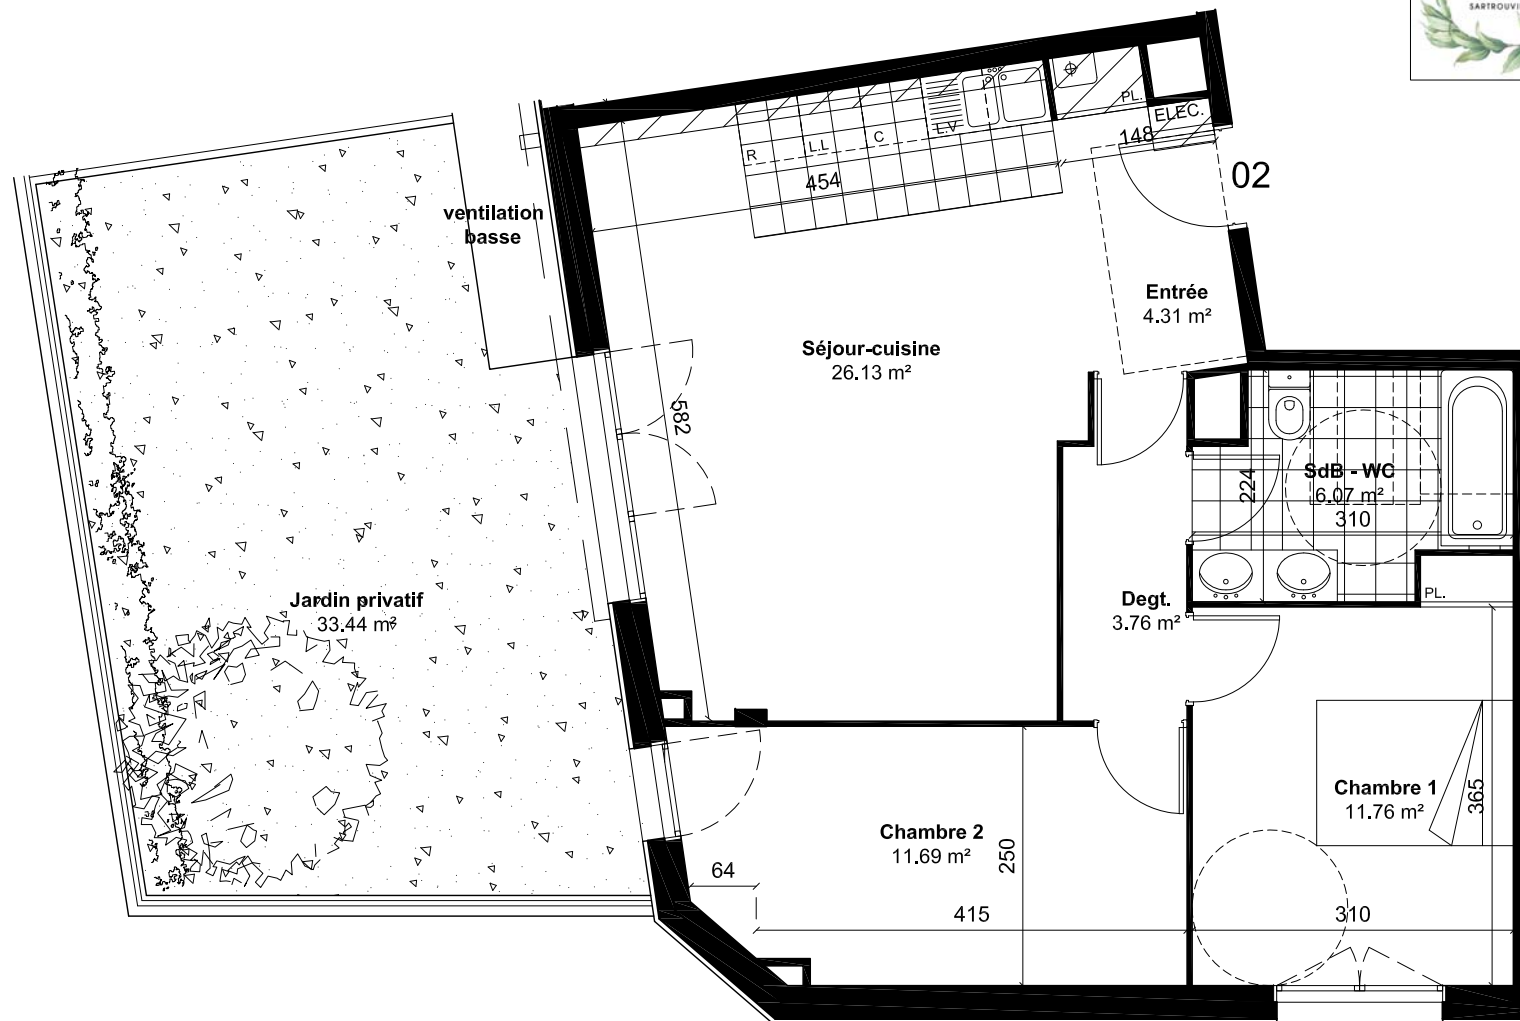 SARTROUVI
ventilation
basse
R
L.L
C
L.V
PL.
ELEC.
148
454
02
Entrée
4.31 m²
Séjour-cuisine
26.13 m²
582
SdB - WC
6.07 m²
310
224
Jardin privatif
33.44 m²
Degt.
3.76 m²
PL.
Chambre 1
11.76 m²
365
Chambre 2
11.69 m²
250
64
415
310